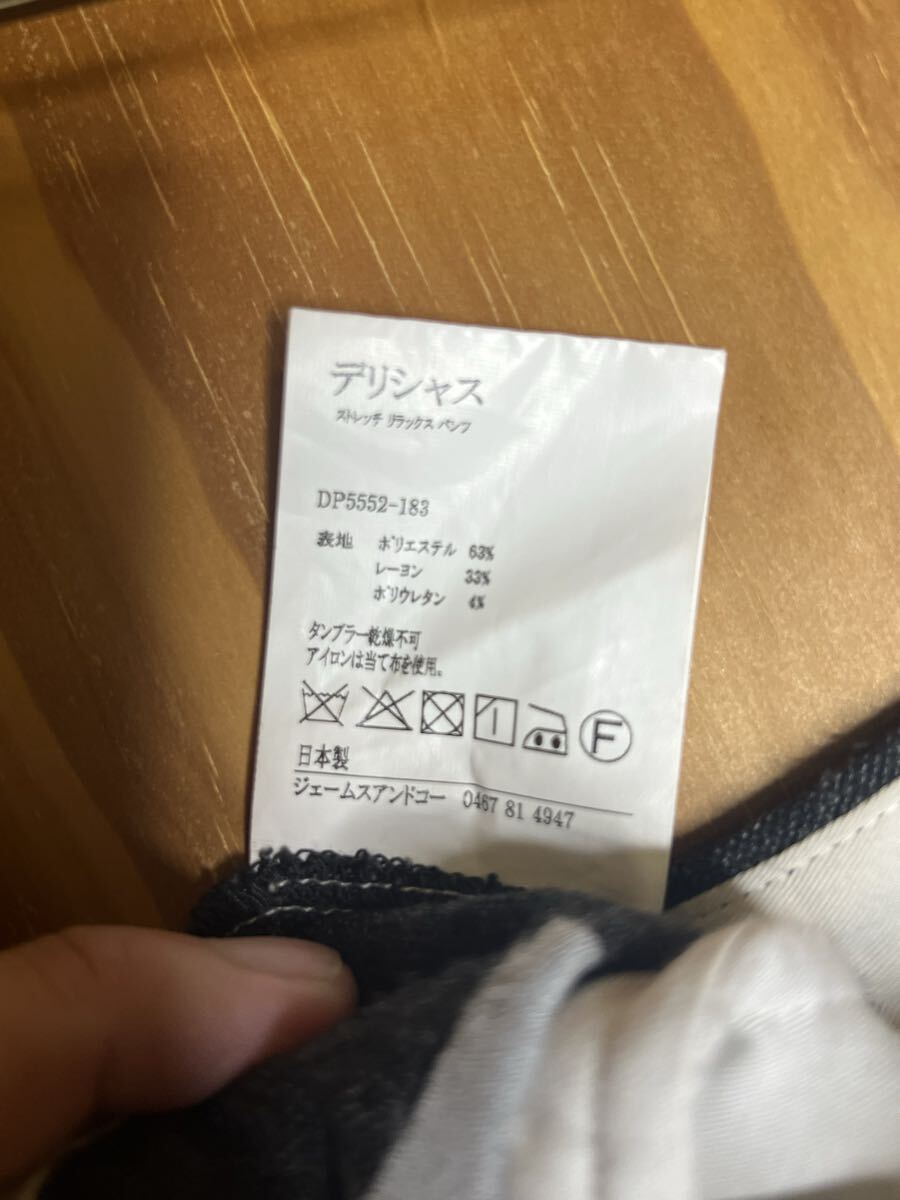 デリシャス
ストレッチ リラックス パンツ
DP5552-183
表地 ポリエステル 63%
レーヨン 33%
ポリウレタン 4%
タンブラー乾燥不可
アイロンは当て布を使用。
F
日本製
ジェームスアンドコー 0467 81 4947